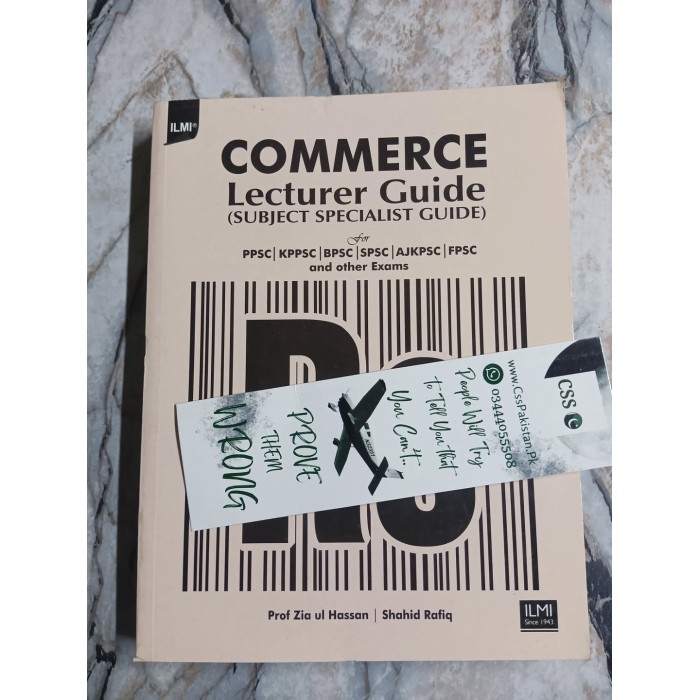 ILMI®
COMMERCE
Lecturer Guide
(SUBJECT SPECIALIST GUIDE)
For
PPSC|KPPSC|BPSC|SPSC|AJKPSC|FPSC
and other Exams
Rs
CSS
www.CssPakistan.Pk
03444055508
People Will Try
to Tell You That
You Can't..
PROVE
THEM
WRONG
Prof Zia ul Hassan | Shahid Rafiq
ILMI
Since 1943